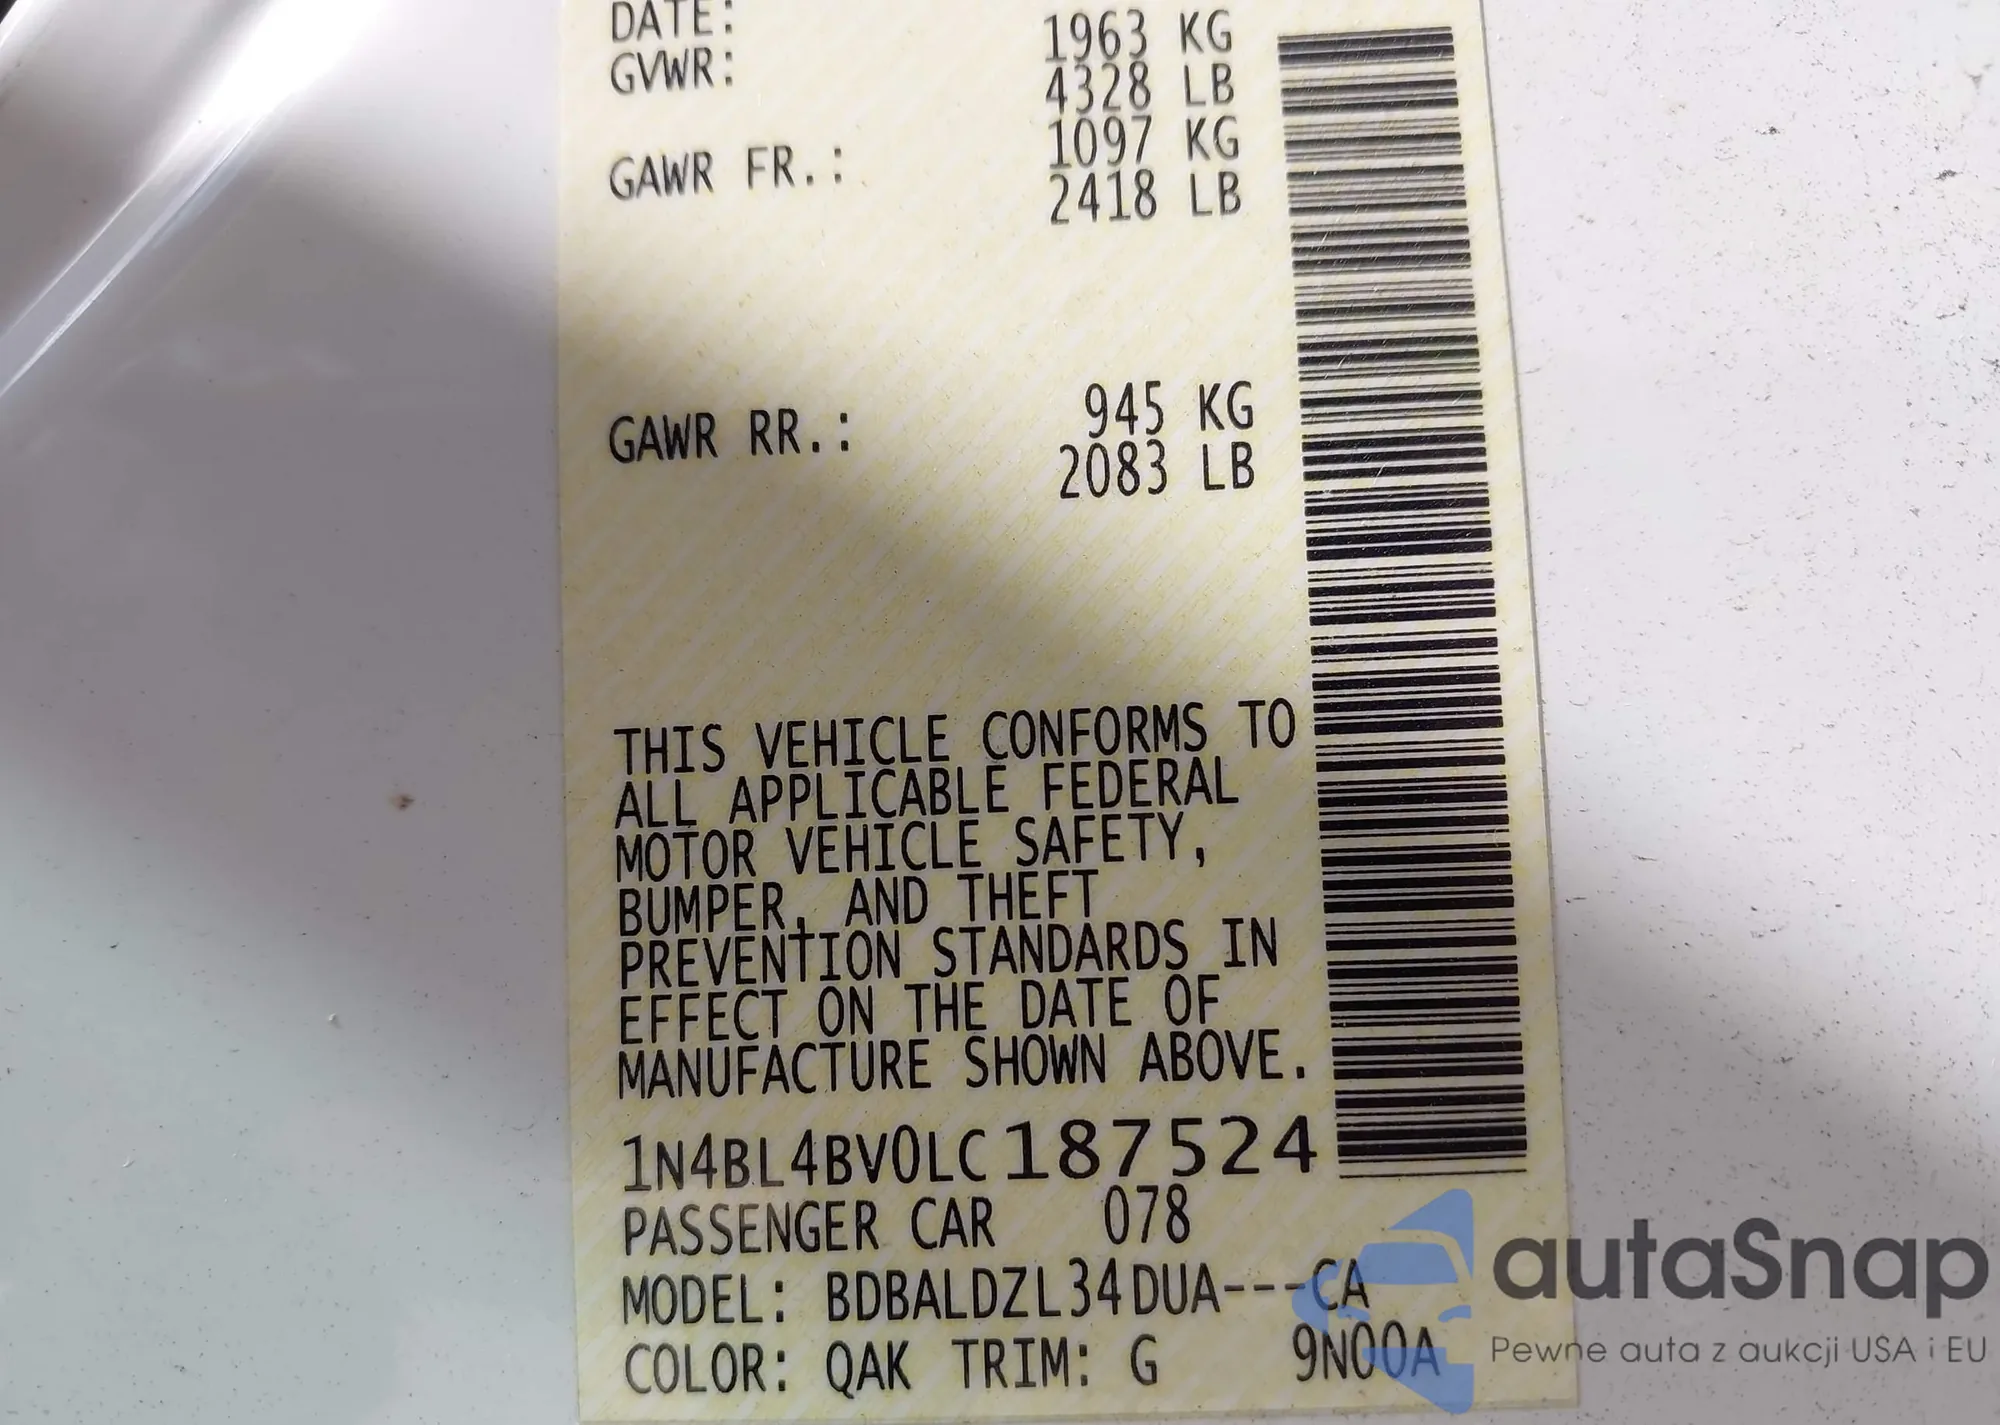 DATE:
GVWR: 1963 KG
4328 LB
GAWR FR.: 1097 KG
2418 LB
GAWR RR.: 945 KG
2083 LB
THIS VEHICLE CONFORMS TO
ALL APPLICABLE FEDERAL
MOTOR VEHICLE SAFETY,
BUMPER, AND THEFT
PREVENTION STANDARDS IN
EFFECT ON THE DATE OF
MANUFACTURE SHOWN ABOVE.
1N4BL4BV0LC187524
PASSENGER CAR 078
MODEL: BDBALDZL34DUA---CA
COLOR: QAK TRIM: G 9N00A
autaSnap
Pewne auta z aukcji USA i EU